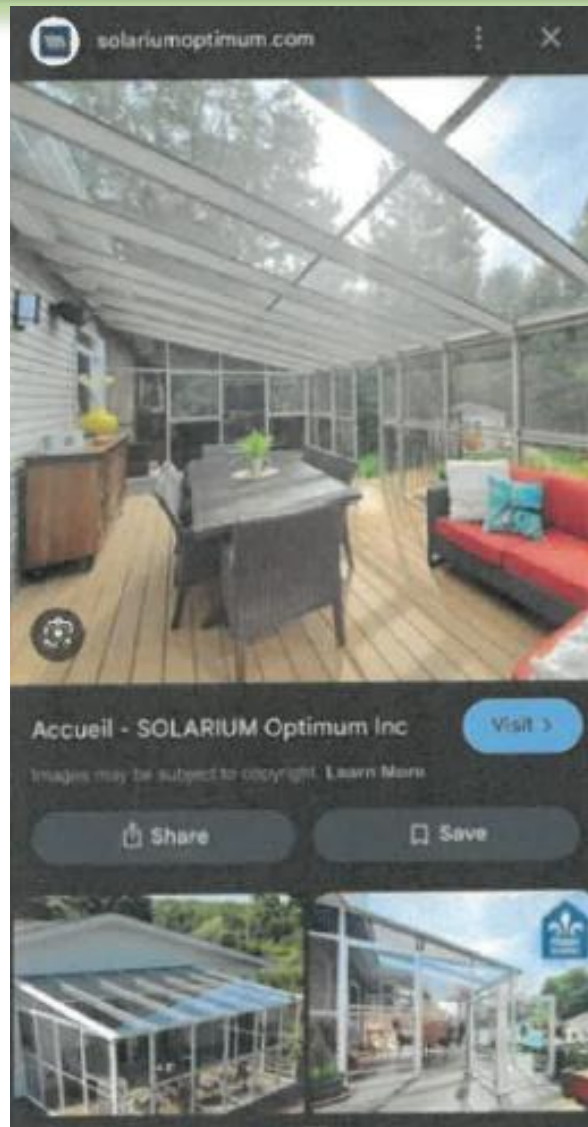 solariumoptimum.com
Accueil - SOLARIUM Optimum Inc
Visit >
Images may be subject to copyright. Learn More
Share
Save